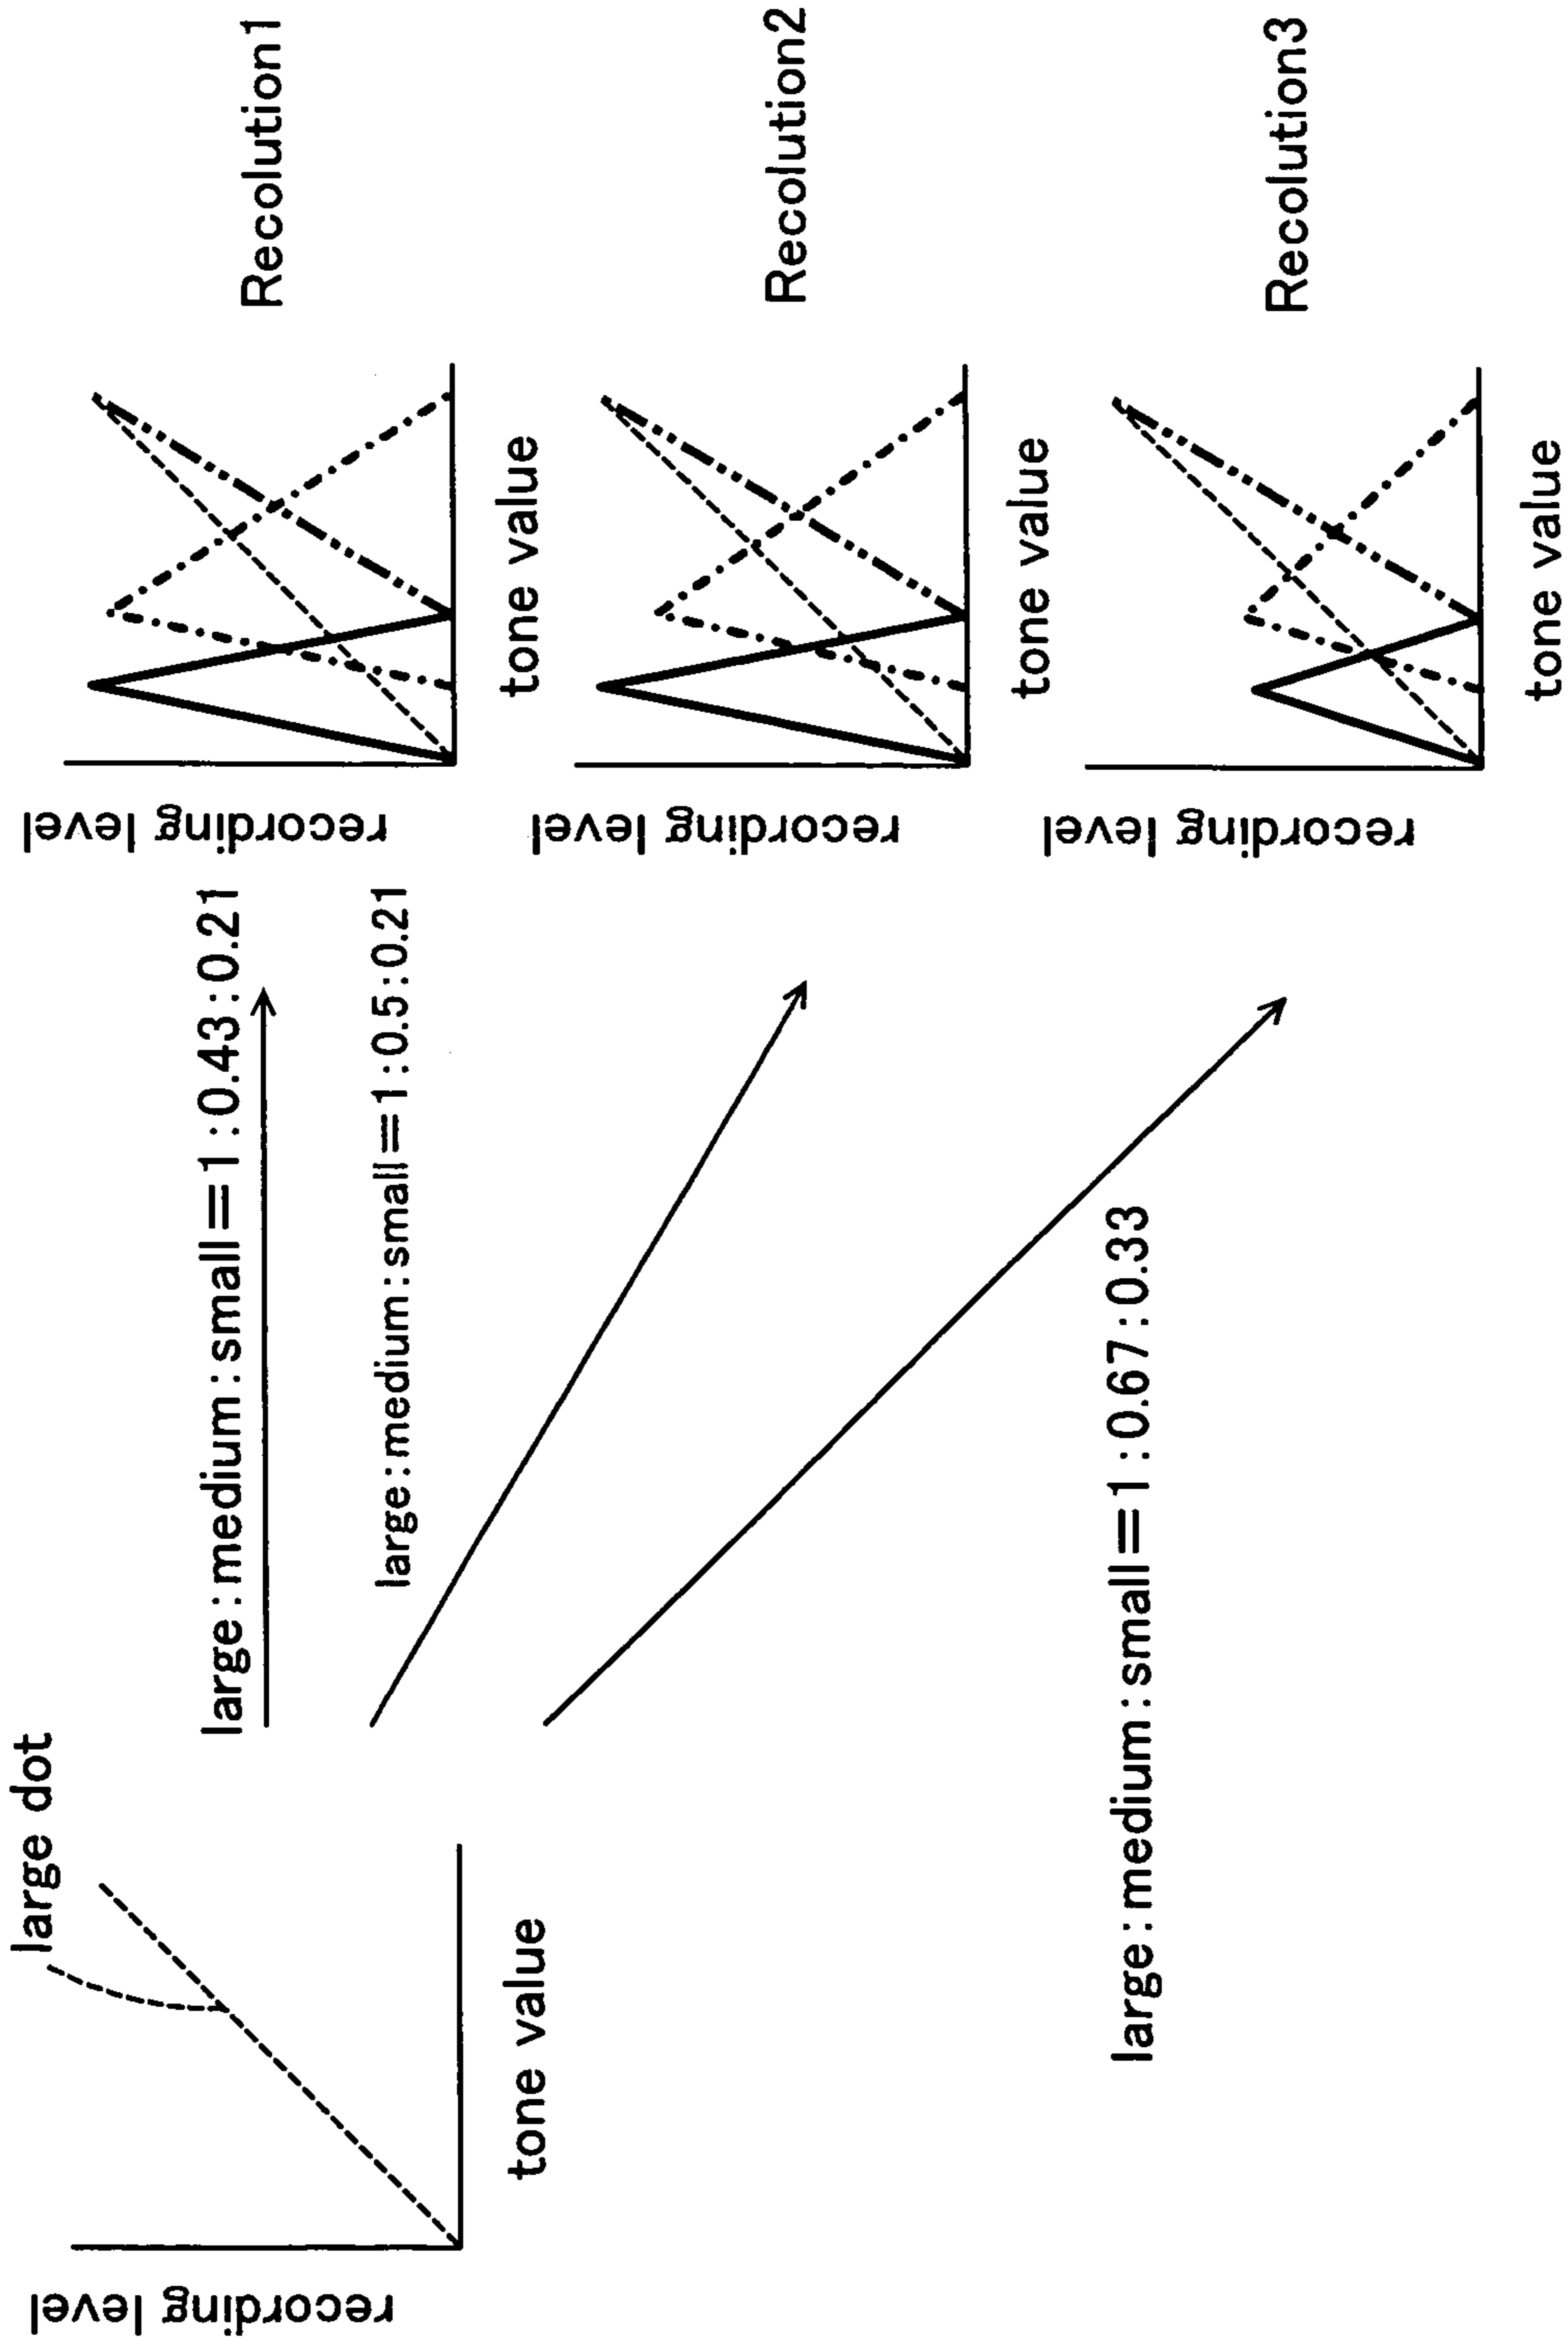 large dot
recording level
tone value
large:medium:small=1:0.43:0.21
large:medium:small=1:0.5:0.21
large:medium:small=1:0.67:0.33
recording level
tone value
Recolution1
recording level
tone value
Recolution2
recording level
tone value
Recolution3